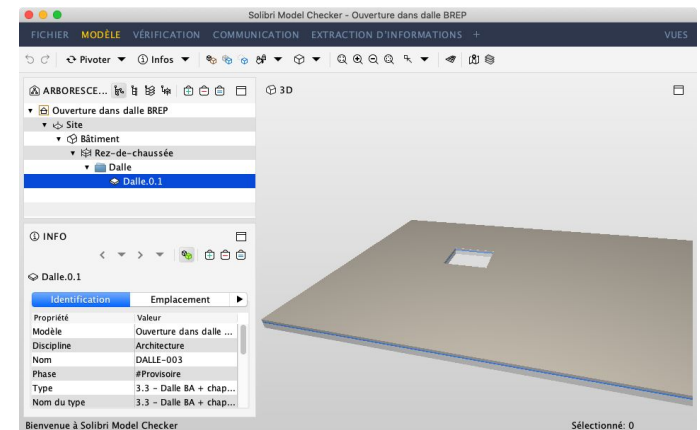 Solibri Model Checker - Ouverture dans dalle BREP
FICHIER MODÈLE VÉRIFICATION COMMUNICATION EXTRACTION D'INFORMATIONS + VUES
Pivoter Infos
ARBORESCE...
3D
Ouverture dans dalle BREP
Site
Bâtiment
Rez-de-chaussée
Dalle
Dalle.0.1
INFO
Dalle.0.1
Identification Emplacement
Propriété Valeur
Modèle Ouverture dans dalle ...
Discipline Architecture
Nom DALLE-003
Phase #Provisoire
Type 3.3 - Dalle BA + chap...
Nom du type 3.3 - Dalle BA + chap...
Bienvenue à Solibri Model Checker Sélectionné: 0